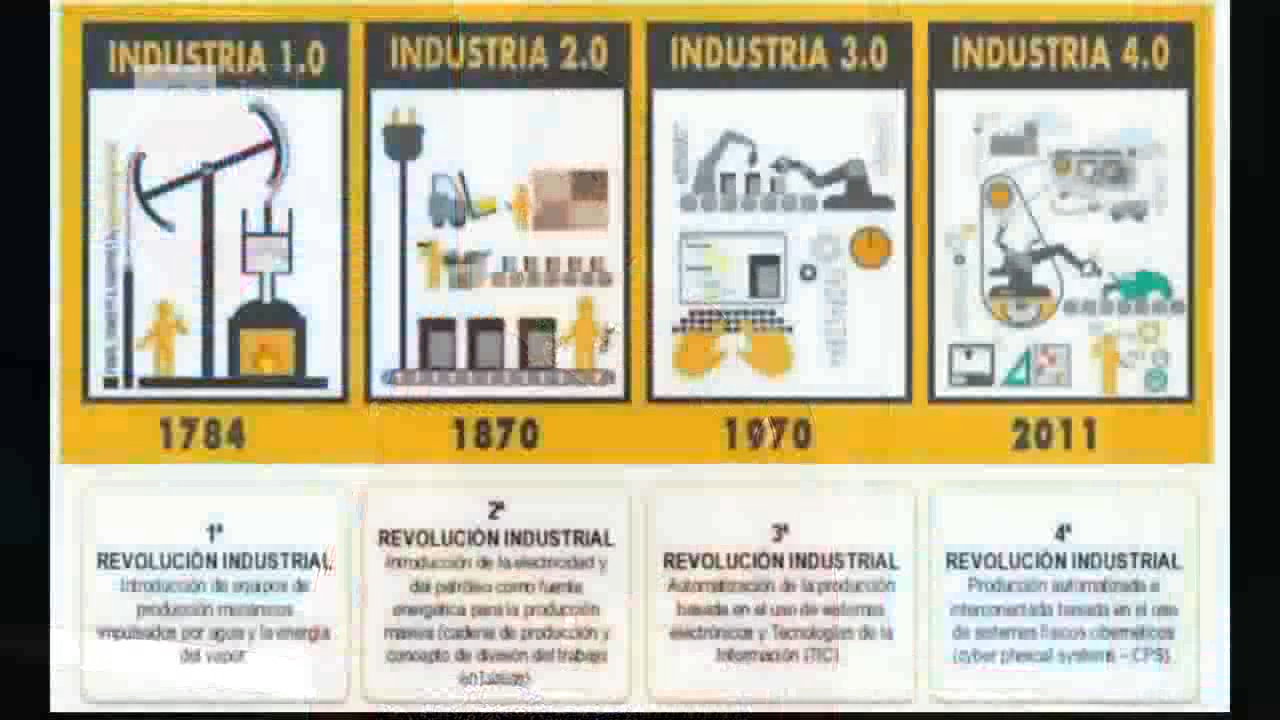 INDUSTRIA 1.0
INDUSTRIA 2.0
INDUSTRIA 3.0
INDUSTRIA 4.0
1784
1870
1970
2011
1ª
REVOLUCIÓN INDUSTRIAL
Introducción de equipos de
producción mecánicos
impulsados por agua y la energía
del vapor
2ª
REVOLUCIÓN INDUSTRIAL
Introducción de la electricidad y
del petróleo como fuente
energética para la producción
masiva (cadena de producción y
concepto de división del trabajo
3ª
REVOLUCIÓN INDUSTRIAL
Automatización de la producción
basada en el uso de sistemas
electrónicos y Tecnologías de la
Información (TIC)
4ª
REVOLUCIÓN INDUSTRIAL
Producción automatizada e
interconectada basada en el uso
de sistemas físicos cibernéticos
(cyber phisical systems – CPS)